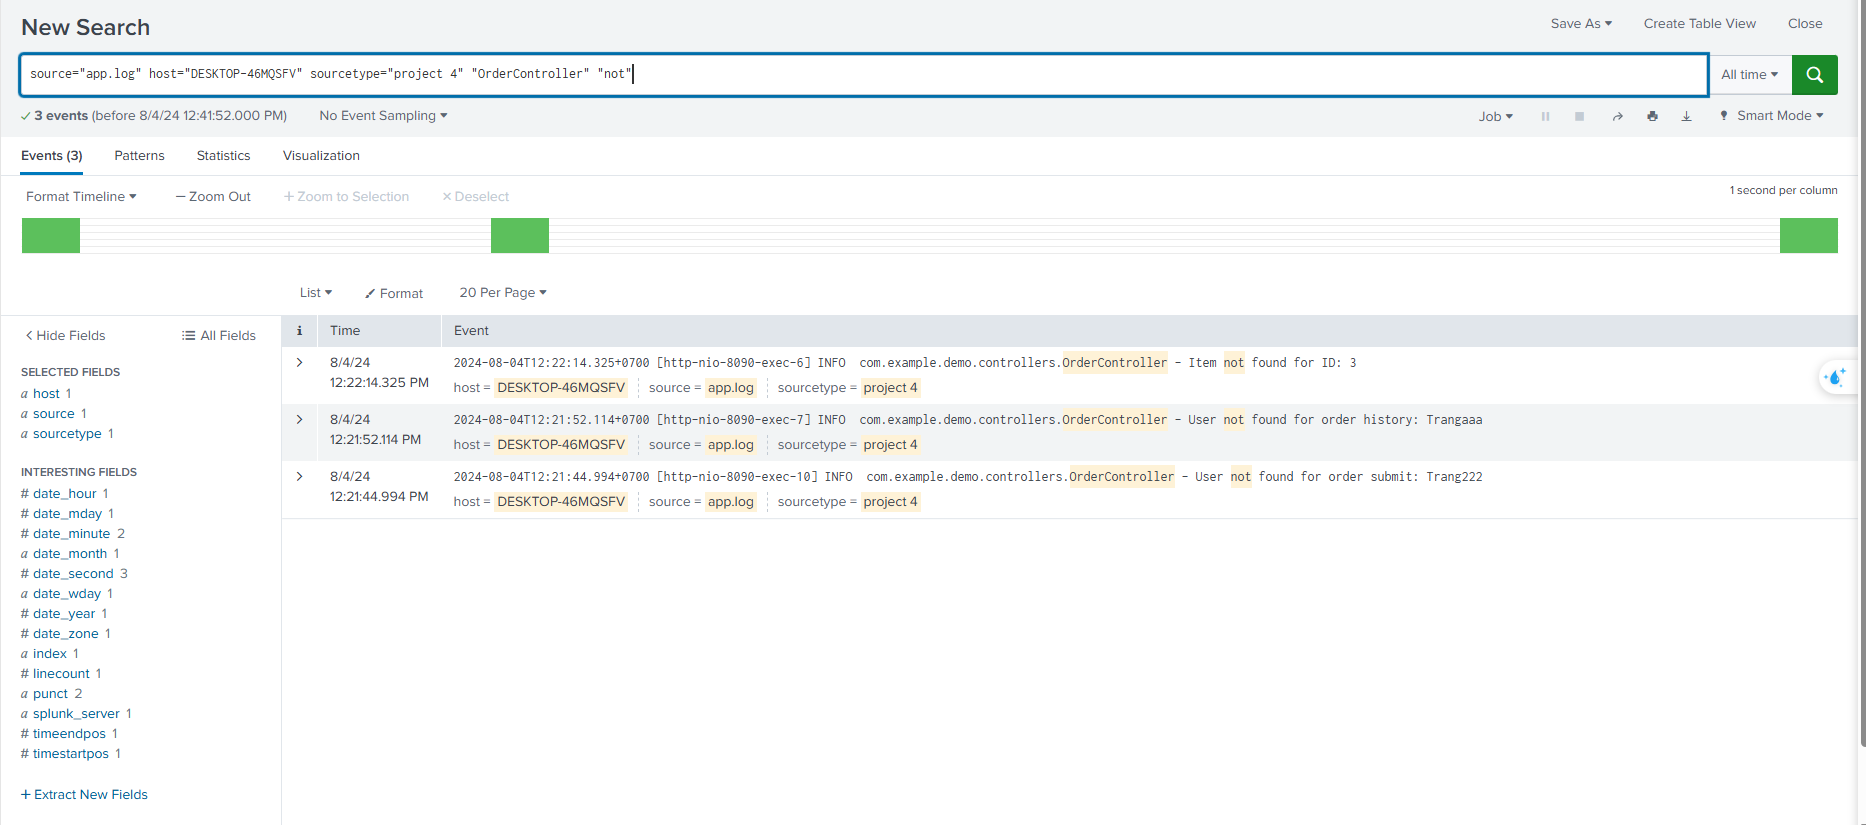 New Search
Save As Create Table View Close
source="app.log" host="DESKTOP-46MQSFV" sourcetype="project 4" "OrderController" "not"
All time
3 events (before 8/4/24 12:41:52.000 PM) No Event Sampling
Job Smart Mode
Events (3) Patterns Statistics Visualization
Format Timeline — Zoom Out + Zoom to Selection × Deselect
1 second per column
List Format 20 Per Page
Hide Fields All Fields
SELECTED FIELDS
a host 1
a source 1
a sourcetype 1
INTERESTING FIELDS
# date_hour 1
# date_mday 1
# date_minute 2
a date_month 1
# date_second 3
a date_wday 1
# date_year 1
# date_zone 1
a index 1
# linecount 1
a punct 2
a splunk_server 1
# timeendpos 1
# timestartpos 1
+ Extract New Fields
i Time Event
8/4/24
12:22:14.325 PM
2024-08-04T12:22:14.325+0700 [http-nio-8090-exec-6] INFO com.example.demo.controllers.OrderController - Item not found for ID: 3
host = DESKTOP-46MQSFV source = app.log sourcetype = project 4
8/4/24
12:21:52.114 PM
2024-08-04T12:21:52.114+0700 [http-nio-8090-exec-7] INFO com.example.demo.controllers.OrderController - User not found for order history: Trangaaa
host = DESKTOP-46MQSFV source = app.log sourcetype = project 4
8/4/24
12:21:44.994 PM
2024-08-04T12:21:44.994+0700 [http-nio-8090-exec-10] INFO com.example.demo.controllers.OrderController - User not found for order submit: Trang222
host = DESKTOP-46MQSFV source = app.log sourcetype = project 4